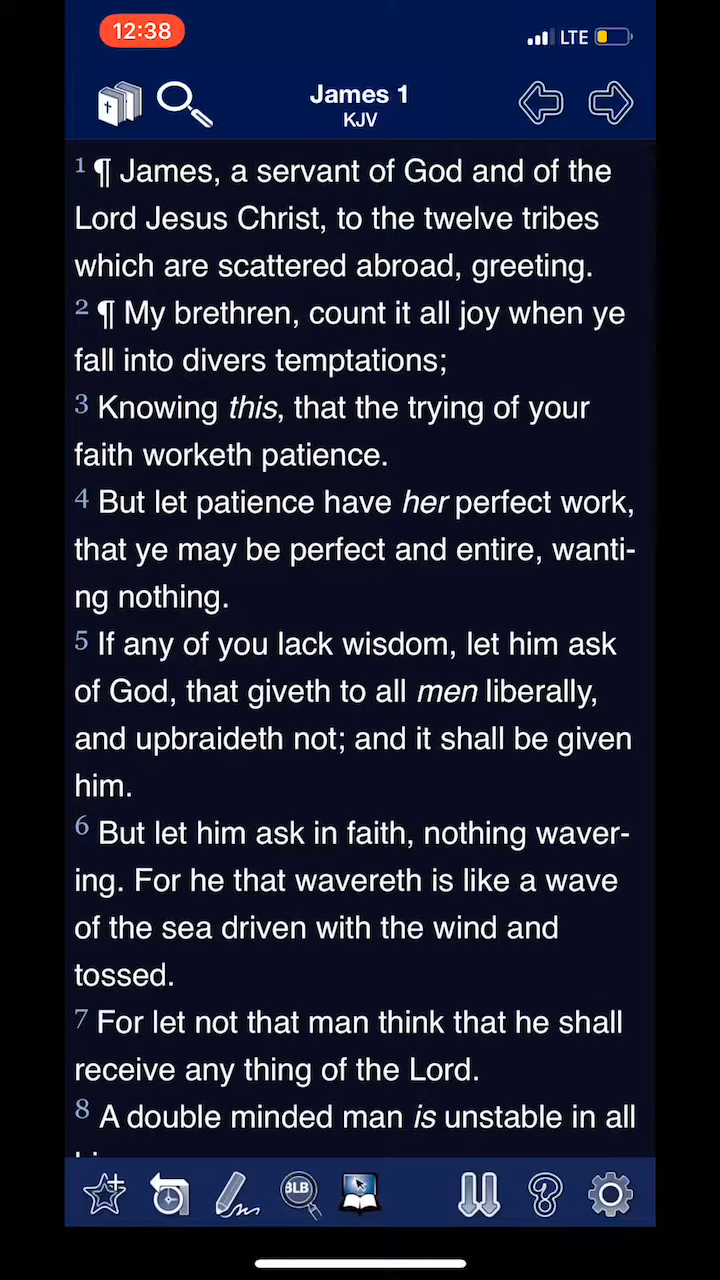 12:38
LTE
James 1
KJV
1 ¶ James, a servant of God and of the
Lord Jesus Christ, to the twelve tribes
which are scattered abroad, greeting.
2 ¶ My brethren, count it all joy when ye
fall into divers temptations;
3 Knowing this, that the trying of your
faith worketh patience.
4 But let patience have her perfect work,
that ye may be perfect and entire, wanti-
ng nothing.
5 If any of you lack wisdom, let him ask
of God, that giveth to all men liberally,
and upbraideth not; and it shall be given
him.
6 But let him ask in faith, nothing waver-
ing. For he that wavereth is like a wave
of the sea driven with the wind and
tossed.
7 For let not that man think that he shall
receive any thing of the Lord.
8 A double minded man is unstable in all
BLB